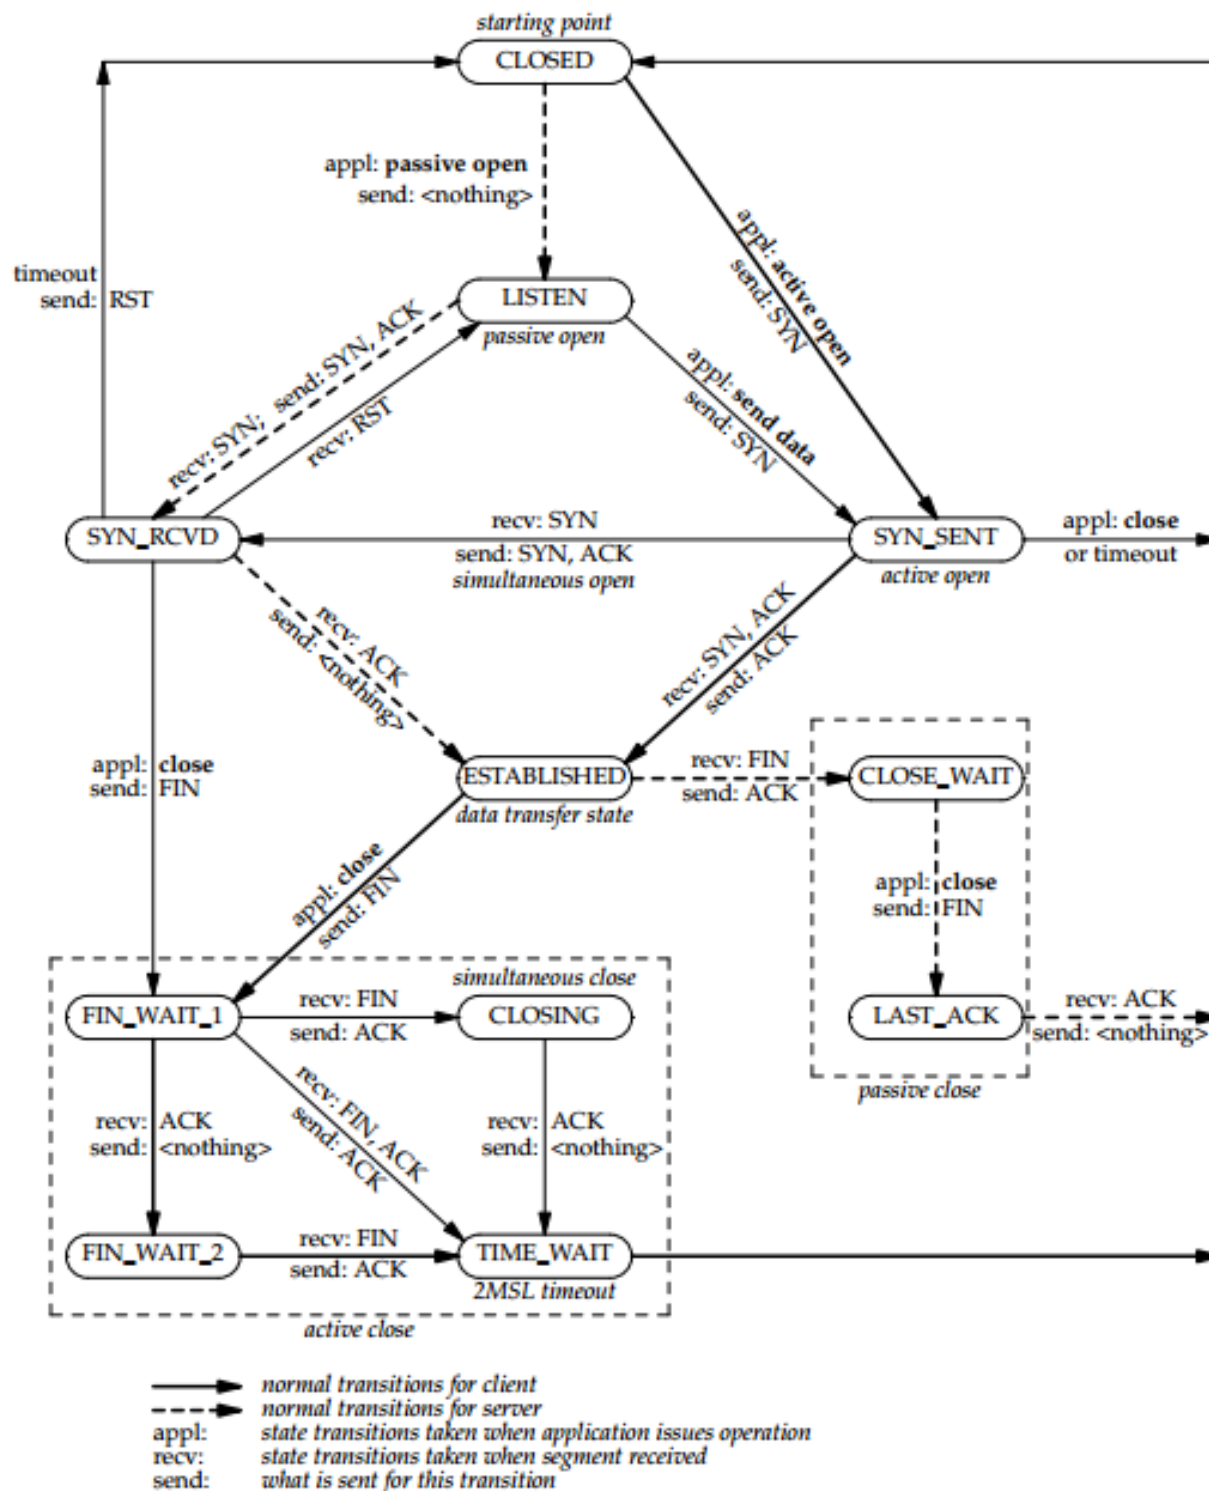 starting point
CLOSED
appl: passive open
send: <nothing>
appl: active open
send: SYN
timeout
send: RST
LISTEN
passive open
recv: SYN; send: SYN, ACK
recv: RST
appl: send data
send: SYN
SYN_RCVD
recv: SYN
send: SYN, ACK
simultaneous open
SYN_SENT
active open
appl: close
or timeout
recv: ACK
send: <nothing>
recv: SYN, ACK
send: ACK
appl: close
send: FIN
ESTABLISHED
data transfer state
recv: FIN
send: ACK
CLOSE_WAIT
appl: close
send: FIN
appl: close
send: FIN
simultaneous close
FIN_WAIT_1
recv: FIN
send: ACK
CLOSING
LAST_ACK
recv: ACK
send: <nothing>
passive close
recv: ACK
send: <nothing>
recv: FIN, ACK
send: ACK
recv: ACK
send: <nothing>
FIN_WAIT_2
recv: FIN
send: ACK
TIME_WAIT
2MSL timeout
active close
normal transitions for client
normal transitions for server
appl: state transitions taken when application issues operation
recv: state transitions taken when segment received
send: what is sent for this transition